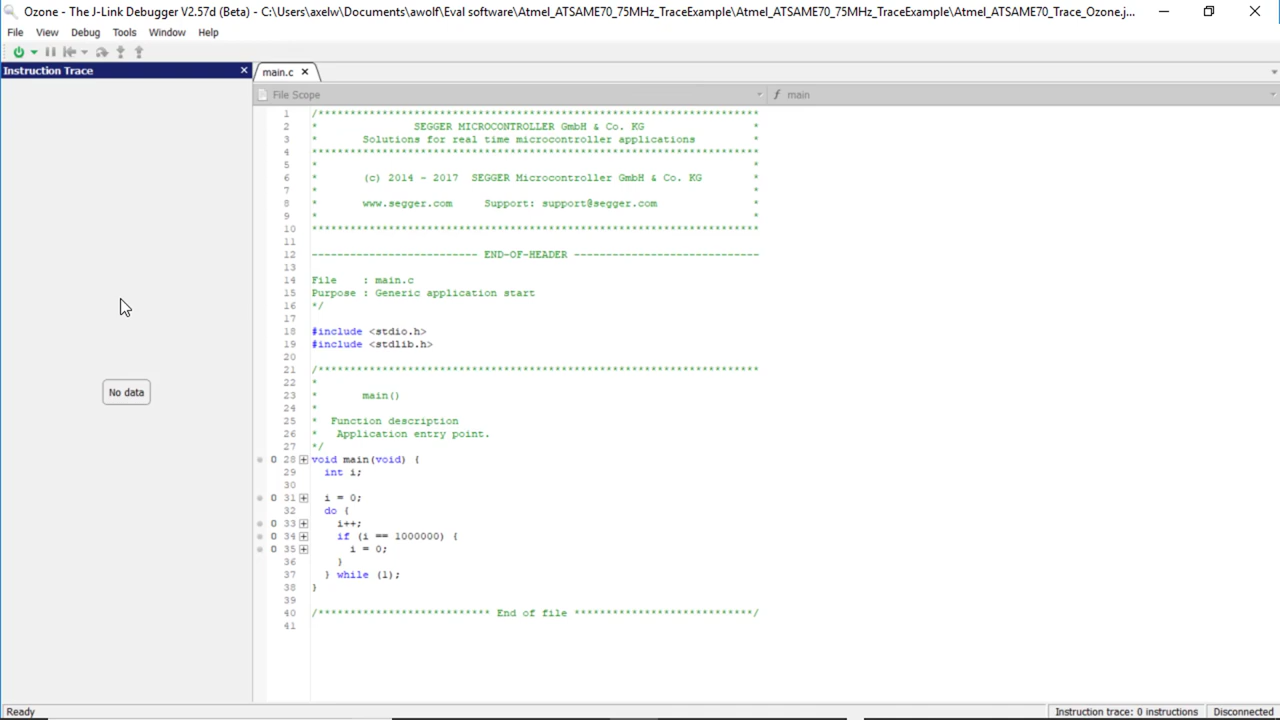 Ozone - The J-Link Debugger V2.57d (Beta) - C:\Users\axelw\Documents\awolf\Eval software\Atmel_ATSAME70_75MHz_TraceExample\Atmel_ATSAME70_75MHz_TraceExample\Atmel_ATSAME70_Trace_Ozone.j...
File View Debug Tools Window Help
Instruction Trace
main.c
File Scope
main
1 /*********************************************************************
2 * SEGGER MICROCONTROLLER GmbH & Co. KG *
3 * Solutions for real time microcontroller applications *
4 **********************************************************************
5 * *
6 * (c) 2014 - 2017 SEGGER Microcontroller GmbH & Co. KG *
7 * *
8 * www.segger.com Support: support@segger.com *
9 * *
10 **********************************************************************
11
12 -------------------------- END-OF-HEADER -----------------------------
13
14 File : main.c
15 Purpose : Generic application start
16 */
17
18 #include <stdio.h>
19 #include <stdlib.h>
20
21 /*********************************************************************
22 *
23 * main()
24 *
25 * Function description
26 * Application entry point.
27 */
0 28 void main(void) {
29 int i;
30
0 31 i = 0;
32 do {
0 33 i++;
0 34 if (i == 1000000) {
0 35 i = 0;
36 }
37 } while (1);
38 }
39
40 /*************************** End of file ****************************/
41
No data
Ready
Instruction trace: 0 instructions
Disconnected